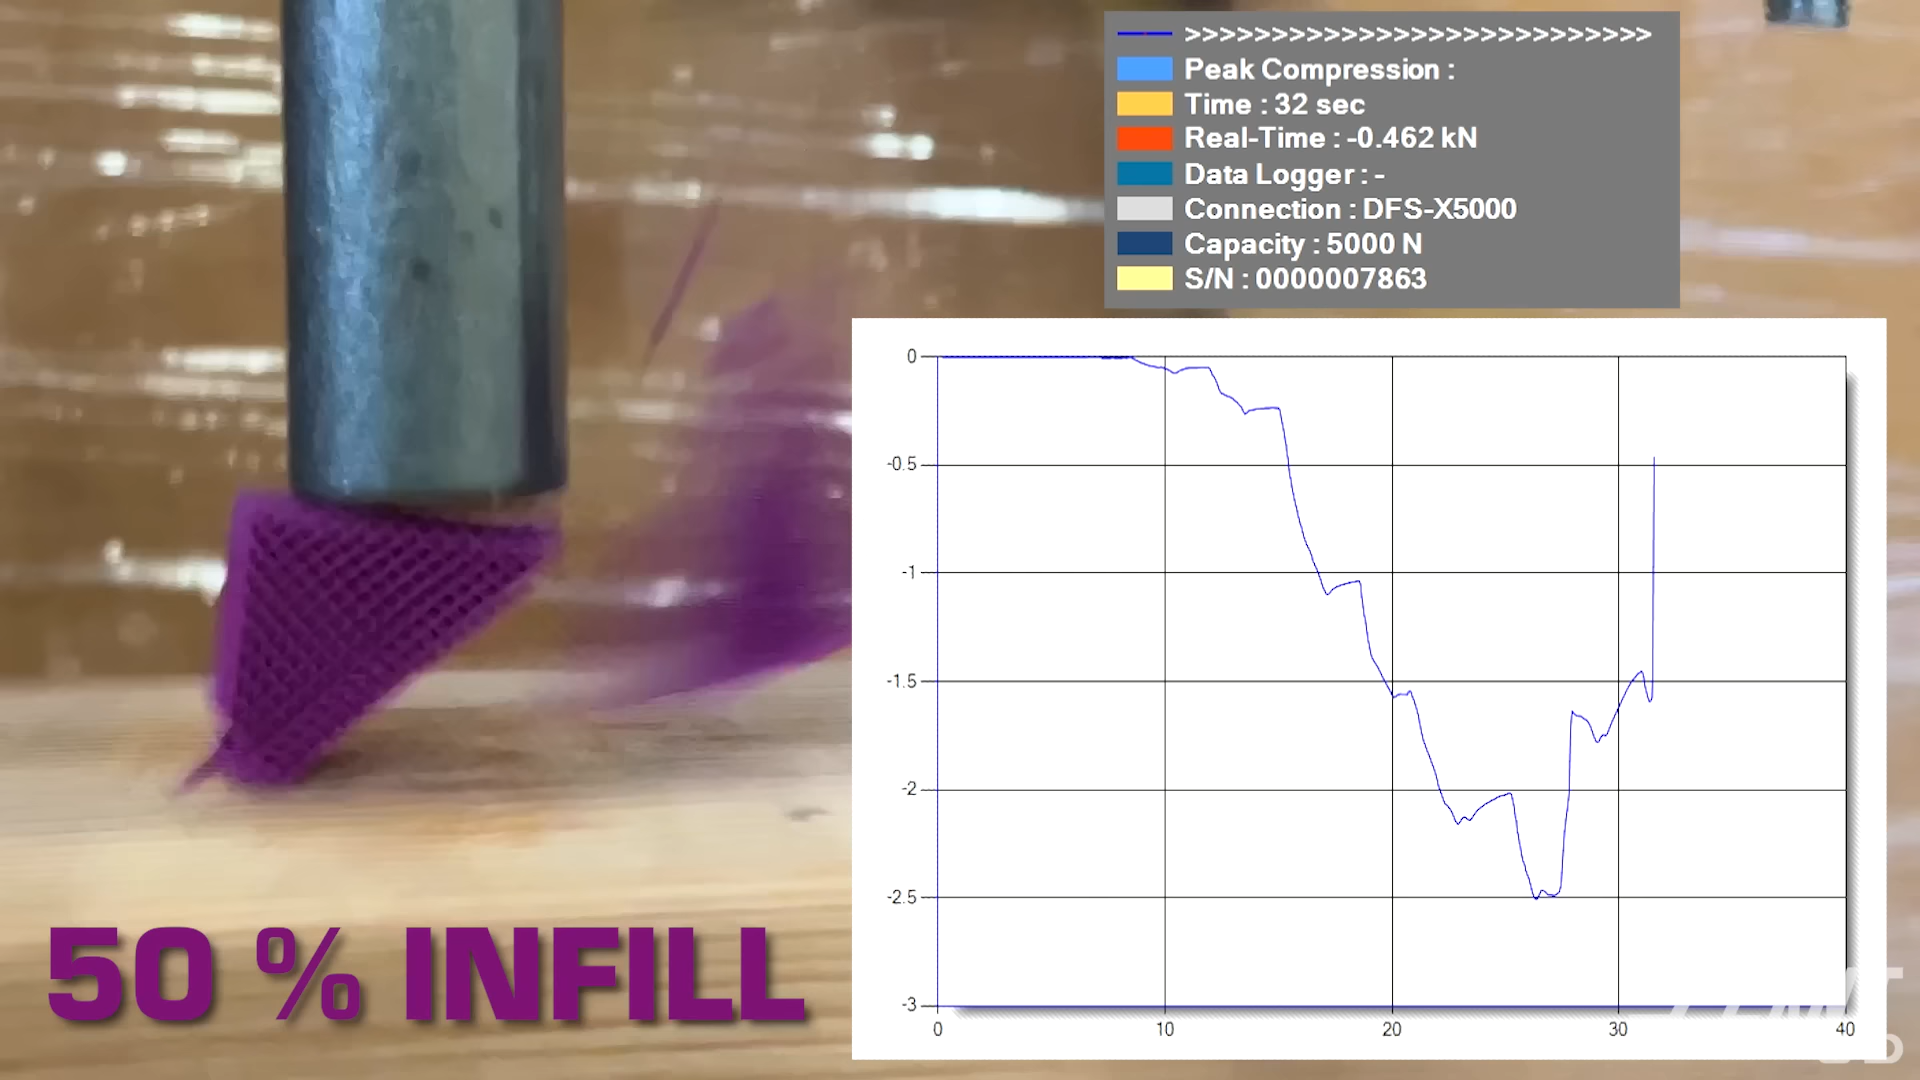 >>>>>>>>>>>>>>>>>>>>>>>>>>>
Peak Compression :
Time : 32 sec
Real-Time : -0.462 kN
Data Logger : -
Connection : DFS-X5000
Capacity : 5000 N
S/N : 0000007863
0
-0.5
-1
-1.5
-2
-2.5
-3
0 10 20 30 40
50 % INFILL